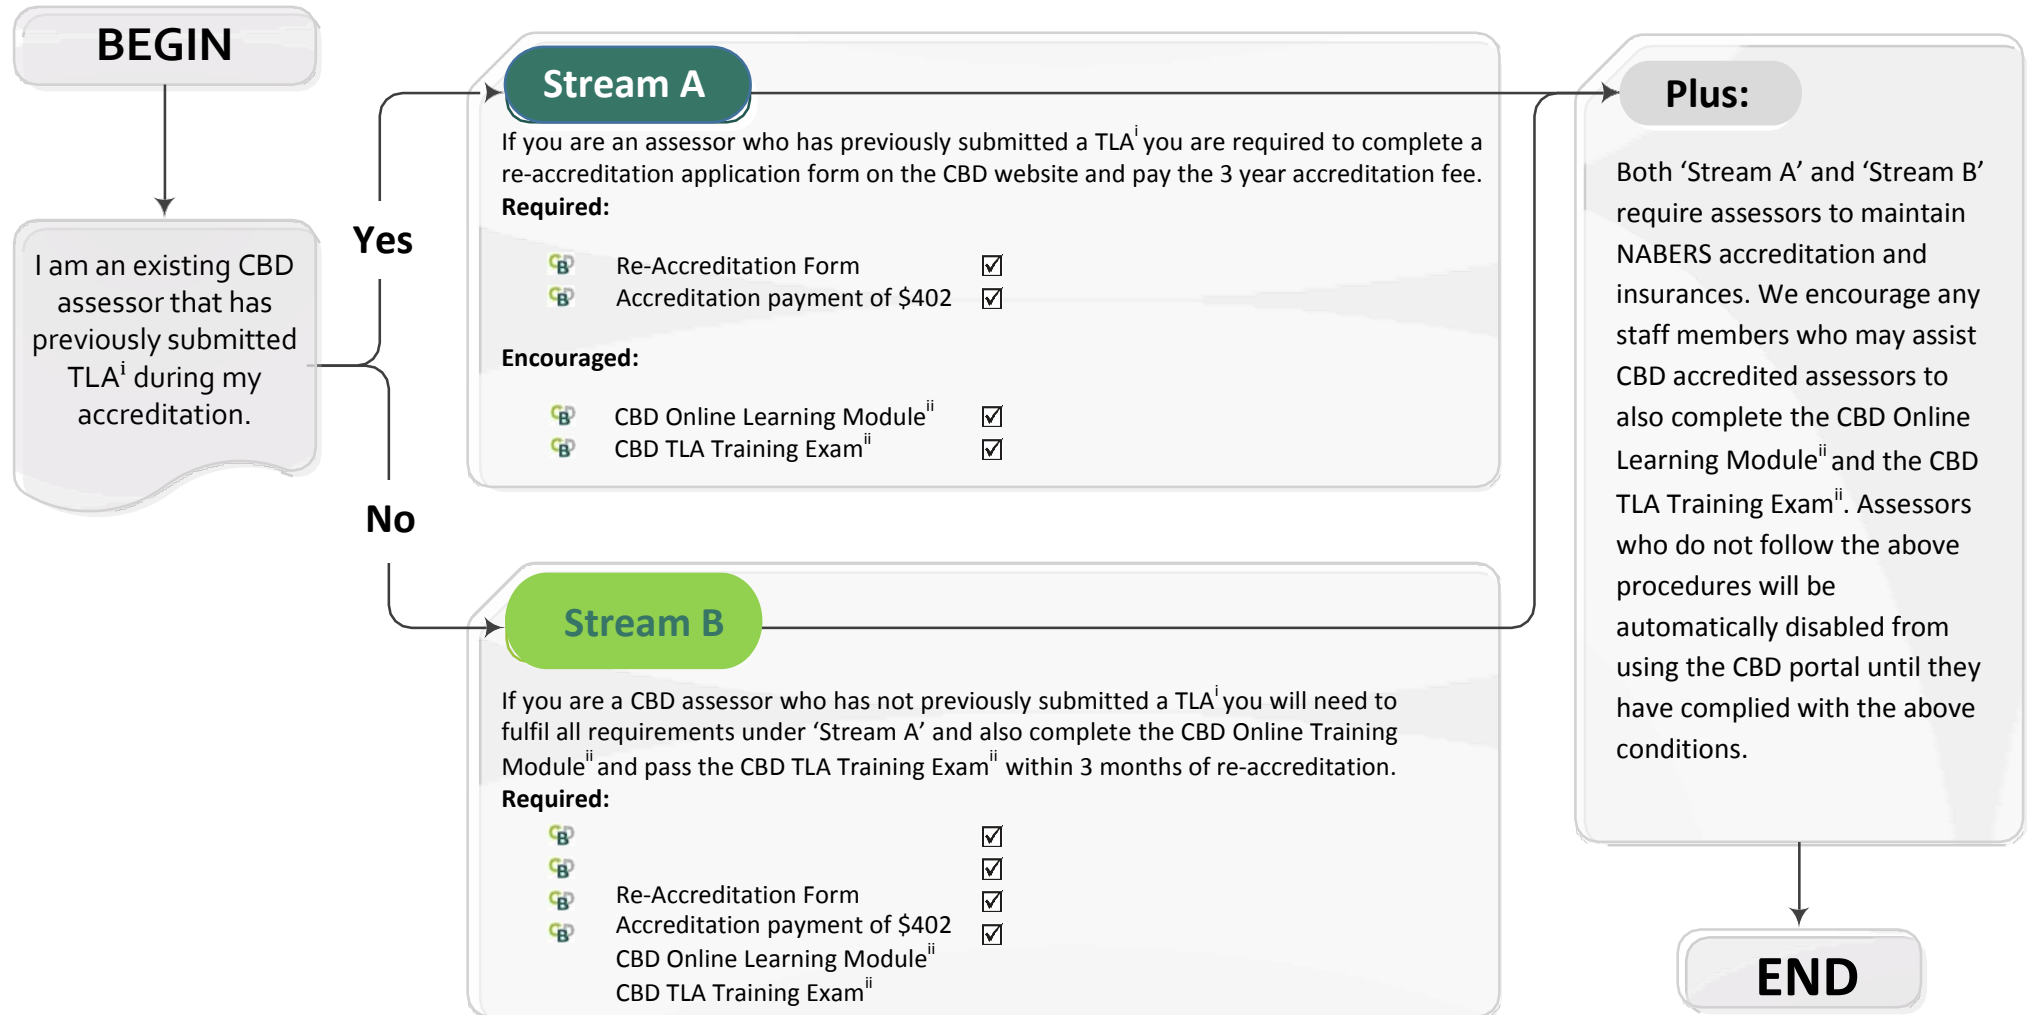 BEGIN
I am an existing CBD
assessor that has
previously submitted
TLAⁱ during my
accreditation.
Yes
No
Stream A
If you are an assessor who has previously submitted a TLAⁱ you are required to complete a
re-accreditation application form on the CBD website and pay the 3 year accreditation fee.
Required:
CBD Re-Accreditation Form
CBD Accreditation payment of $402
Encouraged:
CBD CBD Online Learning Moduleⁱⁱ
CBD CBD TLA Training Examⁱⁱ
Stream B
If you are a CBD assessor who has not previously submitted a TLAⁱ you will need to
fulfil all requirements under ‘Stream A’ and also complete the CBD Online Training
Moduleⁱⁱ and pass the CBD TLA Training Examⁱⁱ within 3 months of re-accreditation.
Required:
CBD
CBD
CBD Re-Accreditation Form
CBD Accreditation payment of $402
CBD Online Learning Moduleⁱⁱ
CBD TLA Training Examⁱⁱ
Plus:
Both ‘Stream A’ and ‘Stream B’
require assessors to maintain
NABERS accreditation and
insurances. We encourage any
staff members who may assist
CBD accredited assessors to
also complete the CBD Online
Learning Moduleⁱⁱ and the CBD
TLA Training Examⁱⁱ. Assessors
who do not follow the above
procedures will be
automatically disabled from
using the CBD portal until they
have complied with the above
conditions.
END